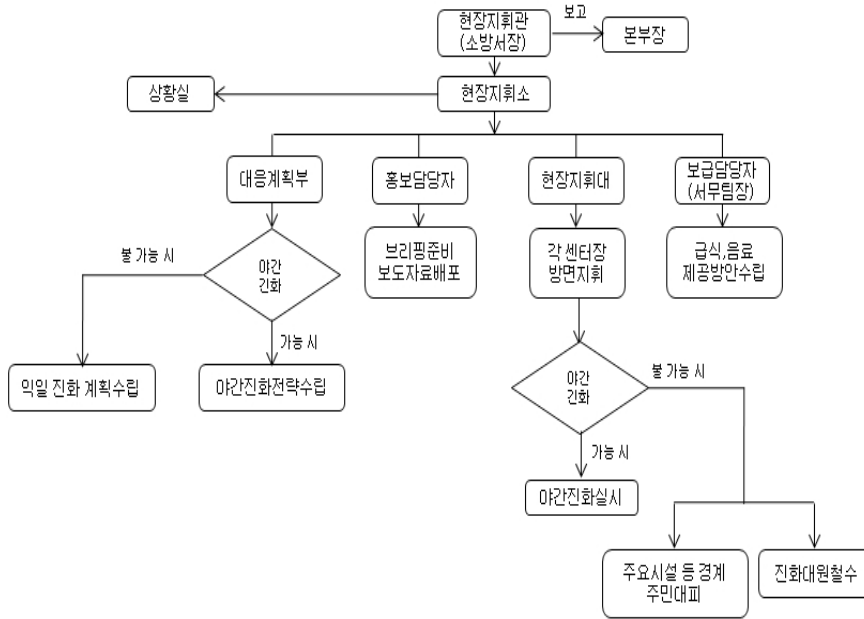 현장지휘관
(소방서장)
보고
본부장
상황실
현장지휘소
대응계획부
홍보담당자
현장지휘대
보급담당자
(서무팀장)
야간
긴화
불 가능 시
가능 시
브리핑준비
보도자료배포
각 센터장
방면지휘
급식,음료
제공방안수립
익일 진화 계획수립
야간진화전략수립
야간
긴화
불 가능 시
가능 시
야간진화실시
주요시설 등 경계
주민대피
진화대원철수